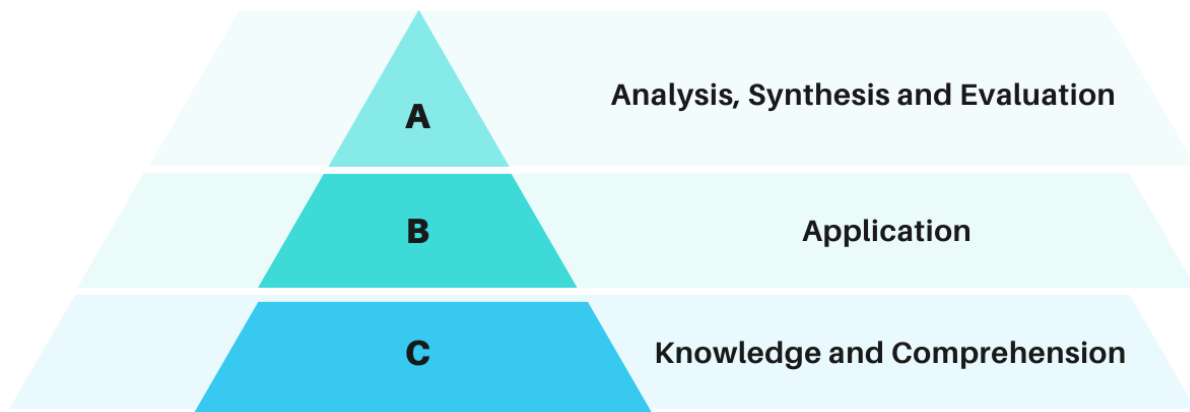 A
Analysis, Synthesis and Evaluation
B
Application
C
Knowledge and Comprehension